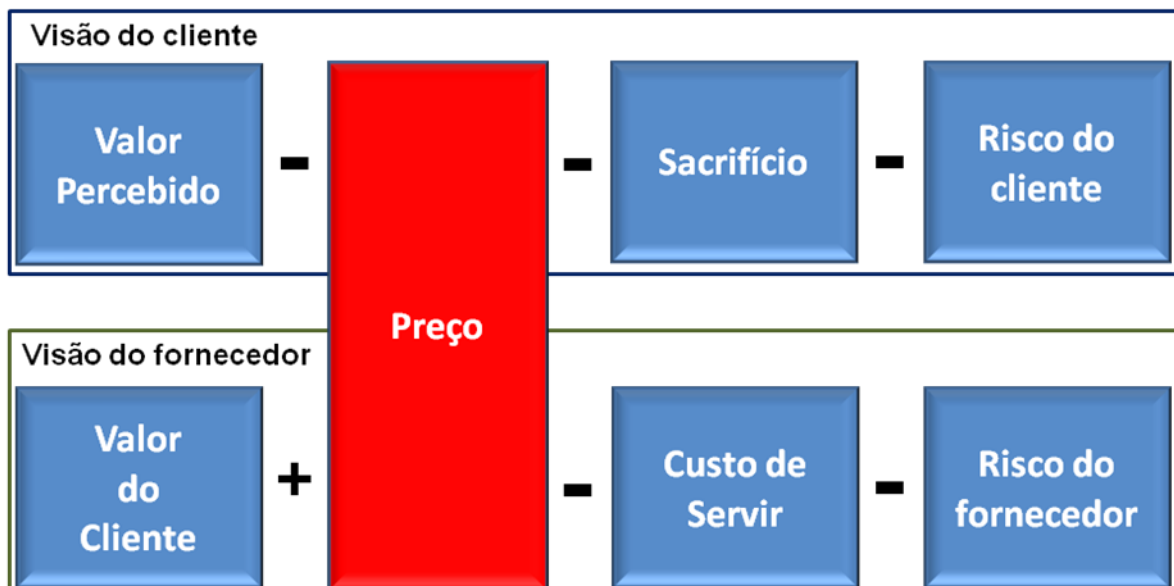 Visão do cliente
Valor
Percebido
-
Preço
-
Sacrifício
-
Risco do
cliente
Visão do fornecedor
Valor
do
Cliente
+
-
Custo de
Servir
-
Risco do
fornecedor